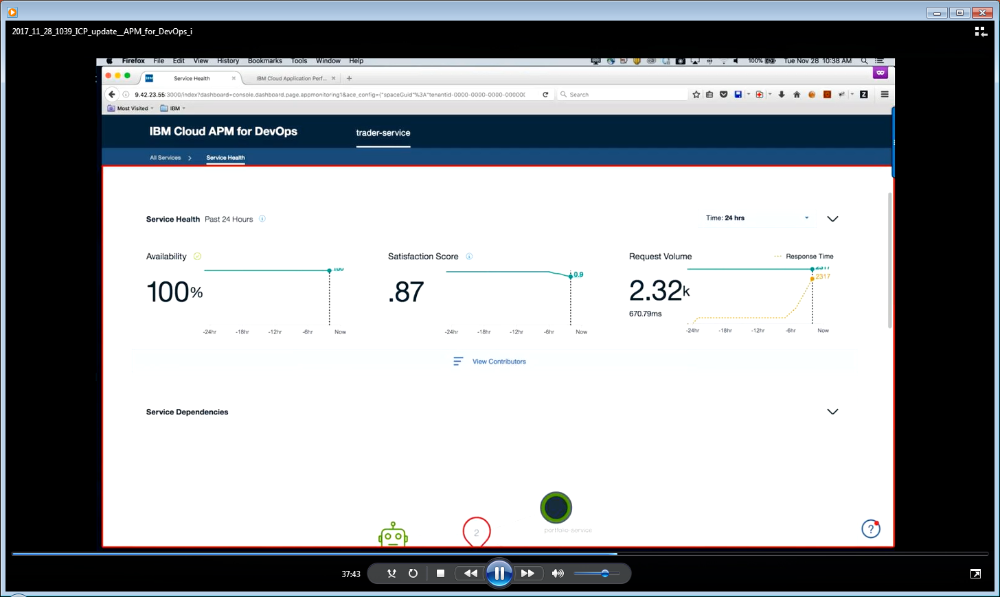 2017_11_28_1039_ICP_update__APM_for_DevOps_i
Firefox File Edit View History Bookmarks Tools Window Help 100% Tue Nov 28 10:38 AM
IBM Service Health IBM Cloud Application Perf...
9.42.23.55:3000/index?dashboard=console.dashboard.page.appmonitoring1&ace_config={"spaceGuid"%3A"tenantid-0000-0000-0000-00000( Search
Most Visited IBM
IBM Cloud APM for DevOps trader-service
All Services > Service Health
Service Health Past 24 Hours Time: 24 hrs
Availability Satisfaction Score Request Volume Response Time
100 0.9 2317
2317
100% .87 2.32k
670.79ms
-24hr -18hr -12hr -6hr Now -24hr -18hr -12hr -6hr Now -24hr -18hr -12hr -6hr Now
View Contributors
Service Dependencies
2 portfolio-service
?
37:43